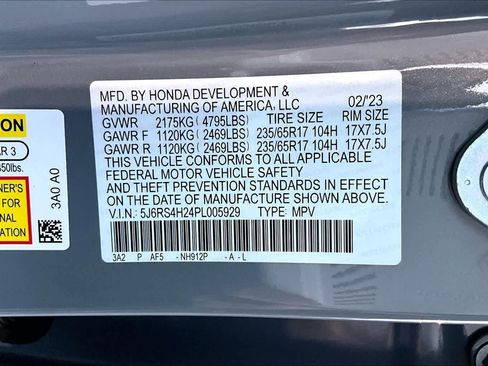 MFD. BY HONDA DEVELOPMENT &
MANUFACTURING OF AMERICA, LLC 02/'23
GVWR 2175KG( 4795LBS) TIRE SIZE RIM SIZE
GAWR F 1120KG( 2469LBS) 235/65R17 104H 17X7.5J
GAWR R 1120KG( 2469LBS) 235/65R17 104H 17X7.5J
THIS VEHICLE CONFORMS TO ALL APPLICABLE
FEDERAL MOTOR VEHICLE SAFETY
AND THEFT PREVENTION STANDARDS IN EFFECT
ON THE DATE OF MANUFACTURE SHOWN ABOVE.
V.I.N.: 5J6RS4H24PL005929 TYPE: MPV
3A2 P AF5 - NH912P - A - L
3A0 A0